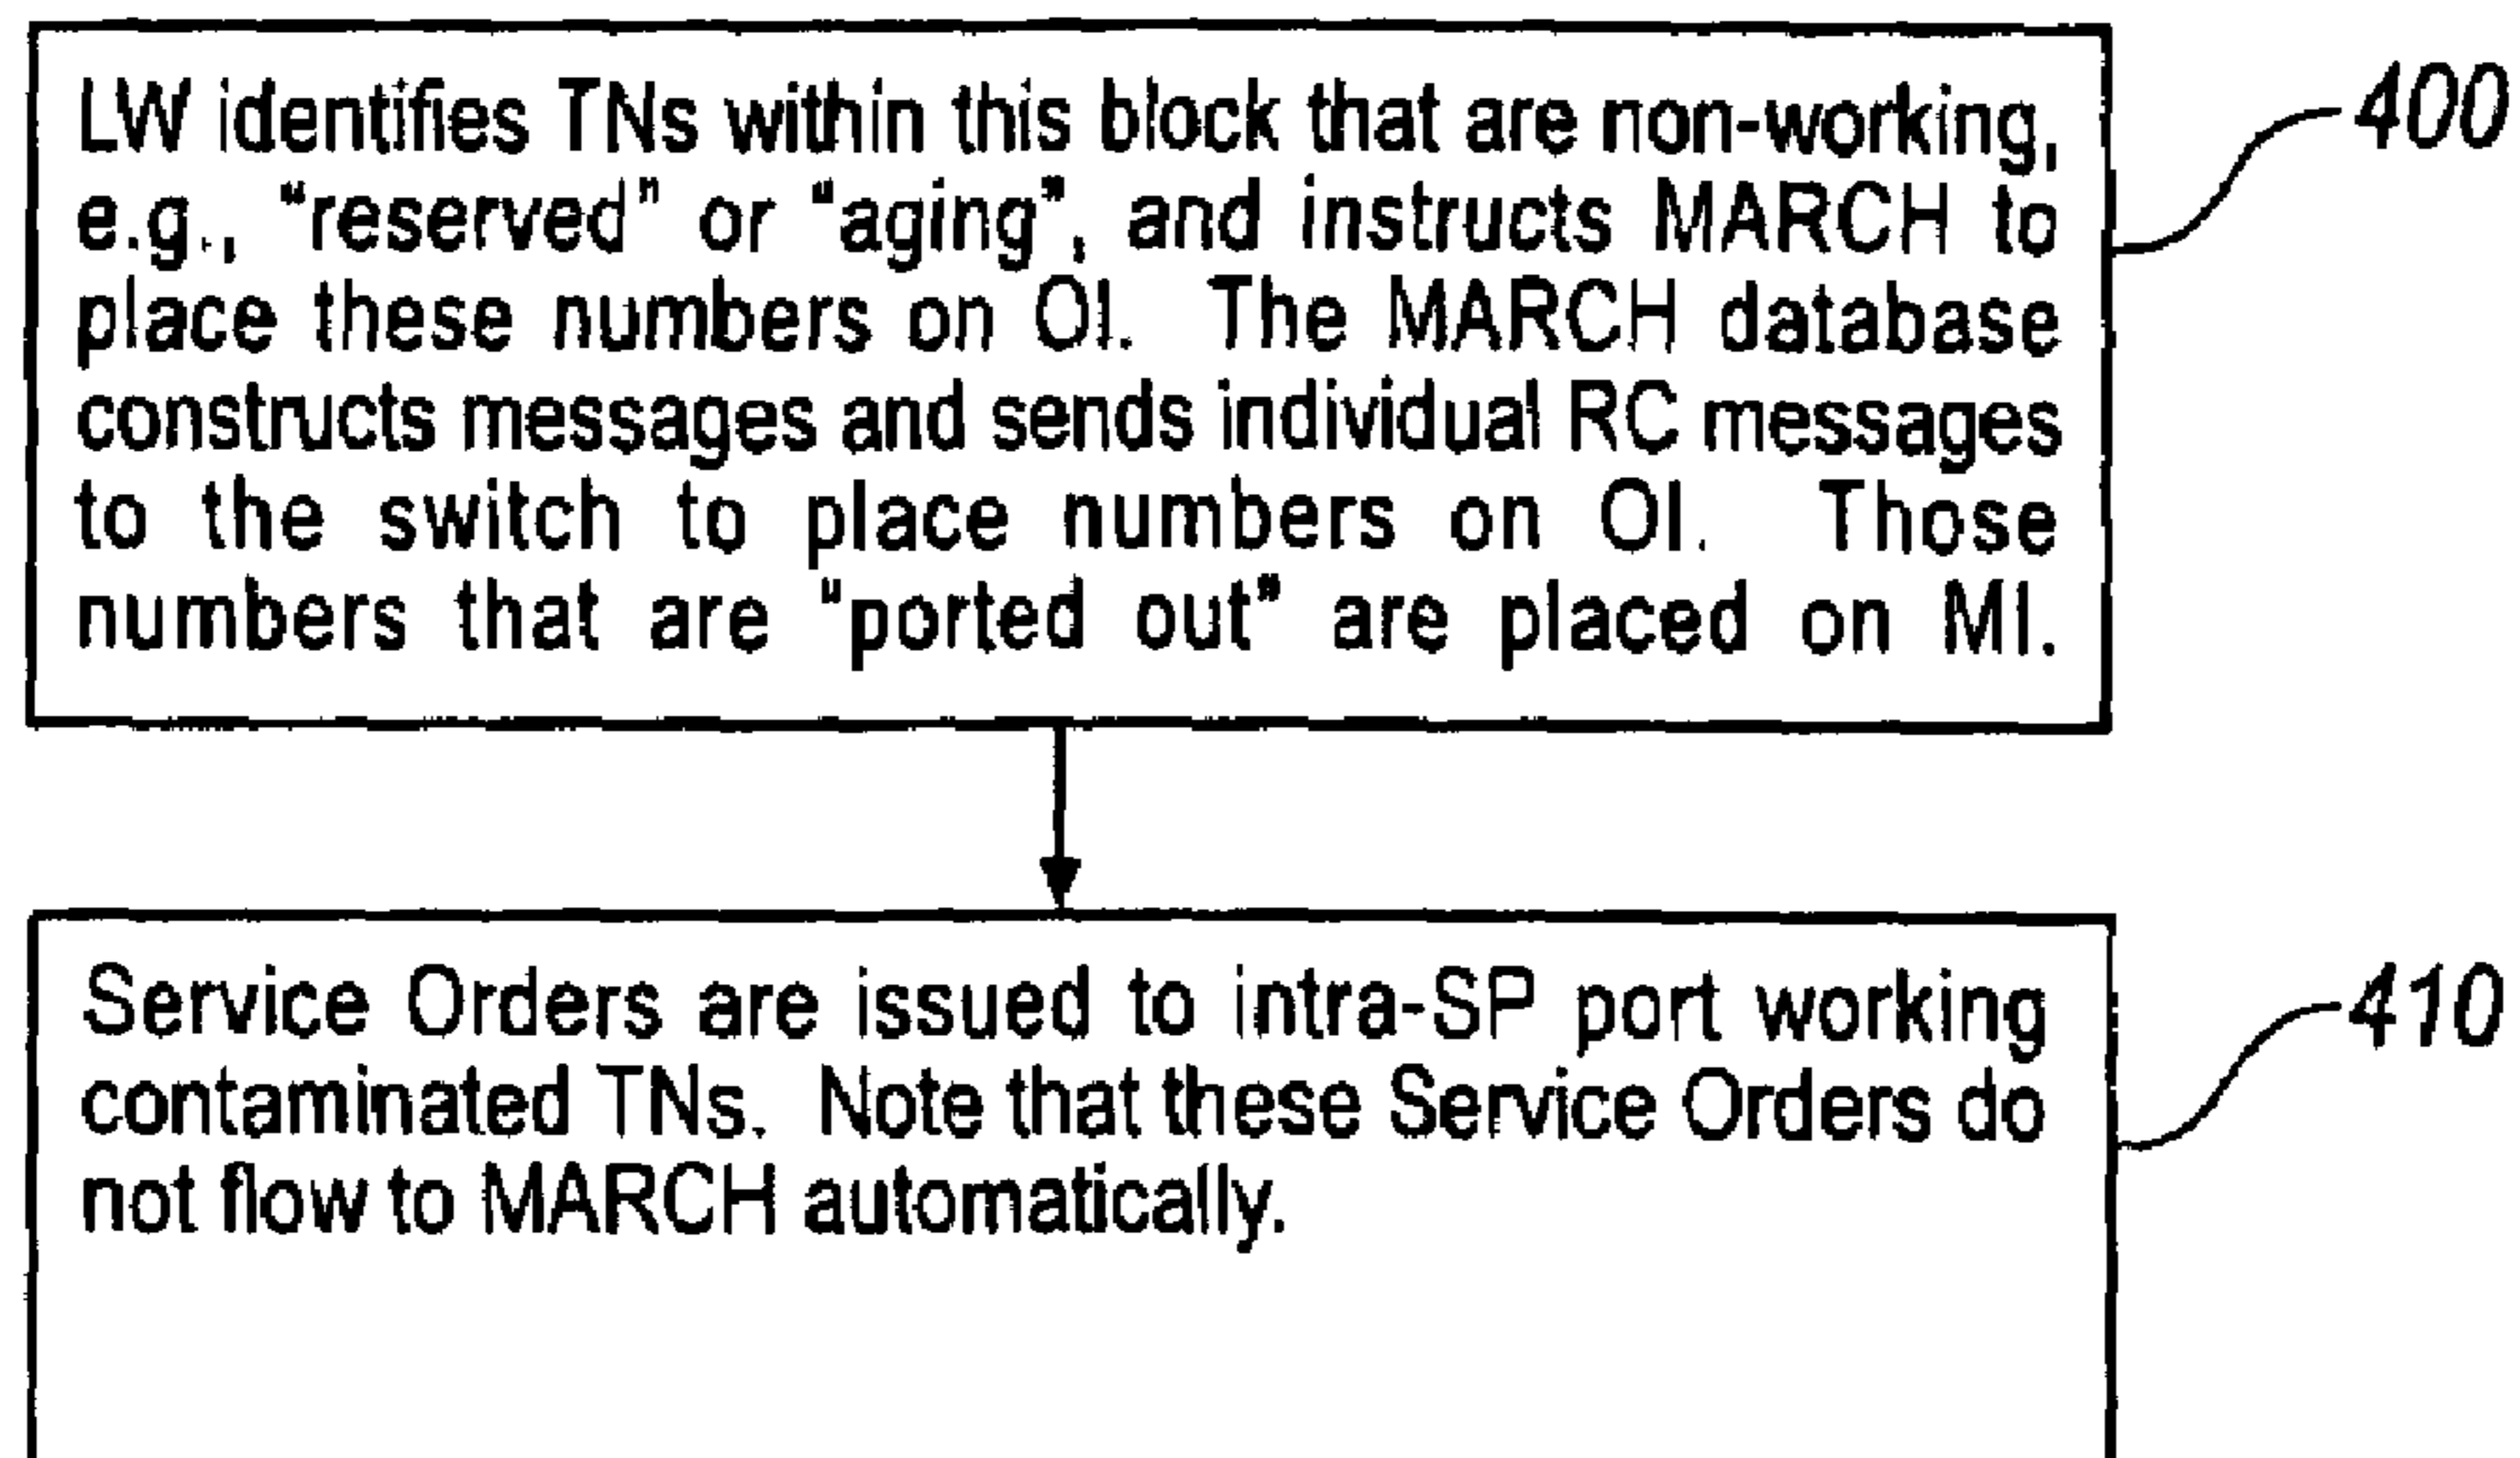 LW identifies TNs within this block that are non-working,
e.g., "reserved" or "aging", and instructs MARCH to
place these numbers on OI. The MARCH database
constructs messages and sends individual RC messages
to the switch to place numbers on OI. Those
numbers that are "ported out" are placed on MI.
400
Service Orders are issued to intra-SP port working
contaminated TNs. Note that these Service Orders do
not flow to MARCH automatically.
410